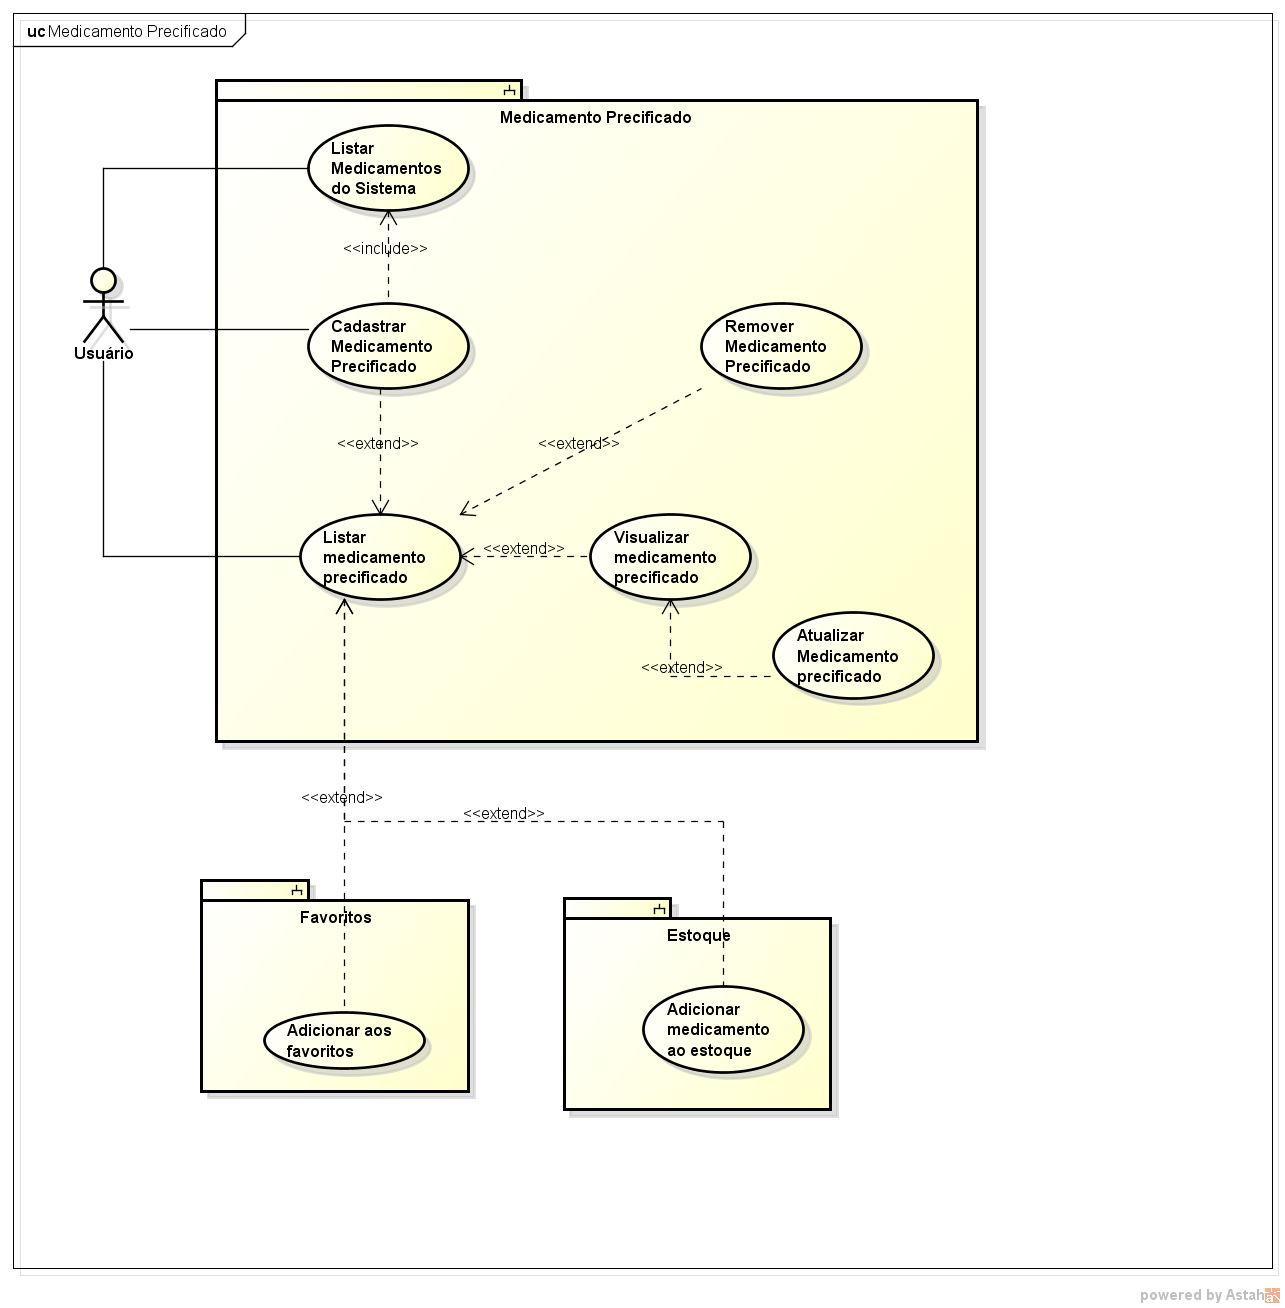 uc Medicamento Precificado
Medicamento Precificado
Listar
Medicamentos
do Sistema
<<include>>
Usuário
Cadastrar
Medicamento
Precificado
Remover
Medicamento
Precificado
<<extend>>
<<extend>>
Listar
medicamento
precificado
<<extend>>
Visualizar
medicamento
precificado
<<extend>>
Atualizar
Medicamento
precificado
<<extend>>
<<extend>>
Favoritos
Adicionar aos
favoritos
Estoque
Adicionar
medicamento
ao estoque
powered by Astah